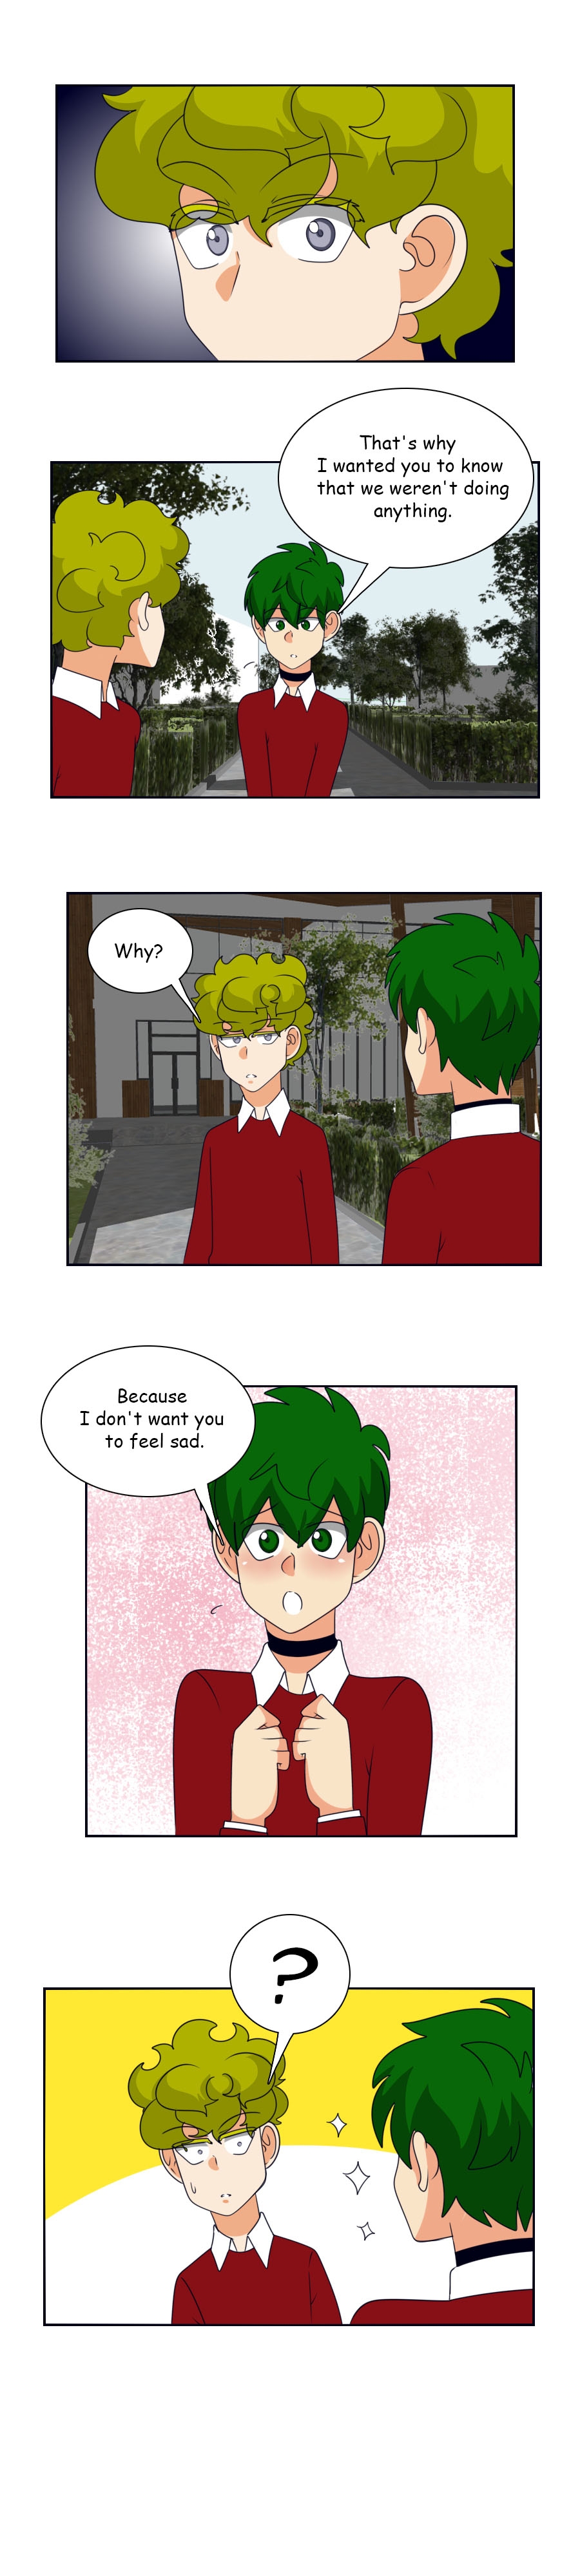 That's why
I wanted you to know
that we weren't doing
anything.
Why?
Because
I don't want you
to feel sad.
?